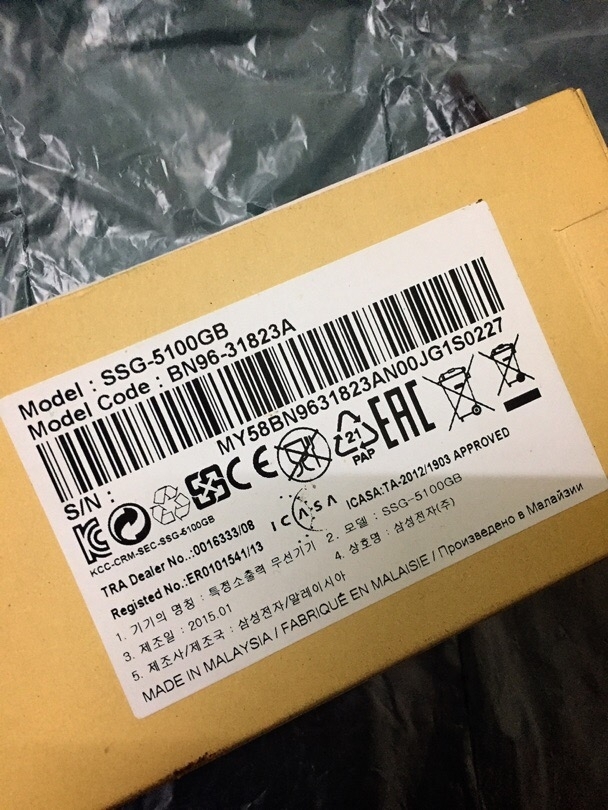 Model : SSG-5100GB
Model Code : BN96-31823A
MY58BN9631823AN00JG1S0227
S/N :
21
PAP
EAC
KCC-CRM-SEC-SSG-5100GB
ICASA ICASA:TA-2012/1903 APPROVED
TRA Dealer No.:0016333/08
Registed No.:ER0101541/13
1. 기기의 명칭 : 특정소출력 무선기기 2. 모델 : SSG-5100GB
3. 제조일 : 2015.01 4. 상호명 : 삼성전자(주)
5. 제조사/제조국 : 삼성전자/말레이시아
MADE IN MALAYSIA / FABRIQUÉ EN MALAISIE / Произведено в Малайзии